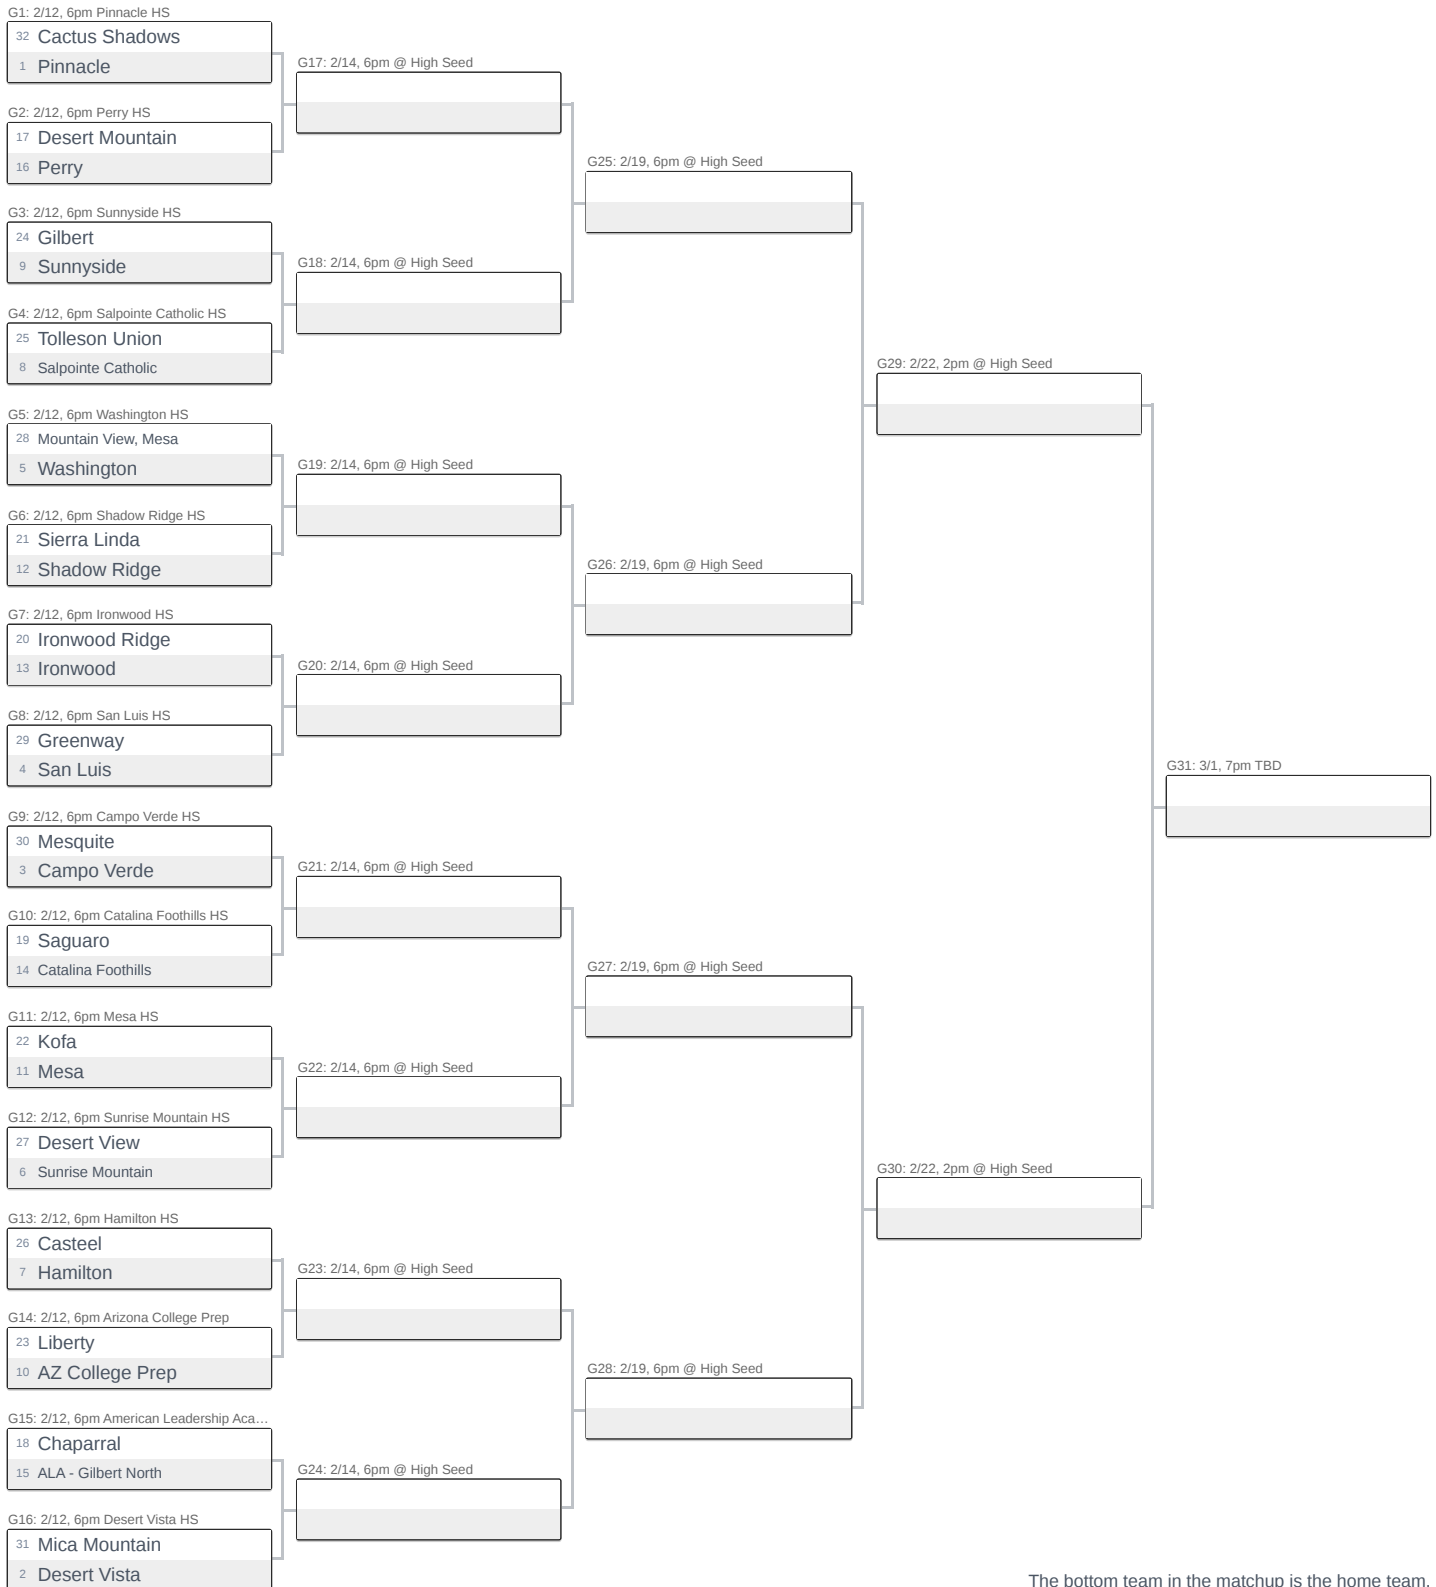 G1: 2/12, 6pm Pinnacle HS
32 Cactus Shadows
1 Pinnacle
G2: 2/12, 6pm Perry HS
17 Desert Mountain
16 Perry
G3: 2/12, 6pm Sunnyside HS
24 Gilbert
9 Sunnyside
G4: 2/12, 6pm Salpointe Catholic HS
25 Tolleson Union
8 Salpointe Catholic
G5: 2/12, 6pm Washington HS
28 Mountain View, Mesa
5 Washington
G6: 2/12, 6pm Shadow Ridge HS
21 Sierra Linda
12 Shadow Ridge
G7: 2/12, 6pm Ironwood HS
20 Ironwood Ridge
13 Ironwood
G8: 2/12, 6pm San Luis HS
29 Greenway
4 San Luis
G9: 2/12, 6pm Campo Verde HS
30 Mesquite
3 Campo Verde
G10: 2/12, 6pm Catalina Foothills HS
19 Saguaro
14 Catalina Foothills
G11: 2/12, 6pm Mesa HS
22 Kofa
11 Mesa
G12: 2/12, 6pm Sunrise Mountain HS
27 Desert View
6 Sunrise Mountain
G13: 2/12, 6pm Hamilton HS
26 Casteel
7 Hamilton
G14: 2/12, 6pm Arizona College Prep
23 Liberty
10 AZ College Prep
G15: 2/12, 6pm American Leadership Aca…
18 Chaparral
15 ALA - Gilbert North
G16: 2/12, 6pm Desert Vista HS
31 Mica Mountain
2 Desert Vista
G17: 2/14, 6pm @ High Seed
G18: 2/14, 6pm @ High Seed
G19: 2/14, 6pm @ High Seed
G20: 2/14, 6pm @ High Seed
G21: 2/14, 6pm @ High Seed
G22: 2/14, 6pm @ High Seed
G23: 2/14, 6pm @ High Seed
G24: 2/14, 6pm @ High Seed
G25: 2/19, 6pm @ High Seed
G26: 2/19, 6pm @ High Seed
G27: 2/19, 6pm @ High Seed
G28: 2/19, 6pm @ High Seed
G29: 2/22, 2pm @ High Seed
G30: 2/22, 2pm @ High Seed
G31: 3/1, 7pm TBD
The bottom team in the matchup is the home team.